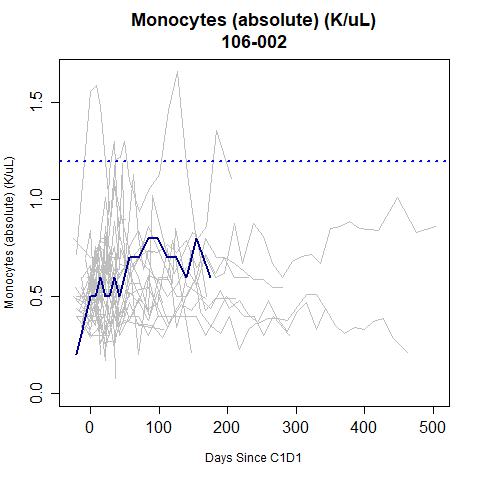 Monocytes (absolute) (K/uL)
106-002
Monocytes (absolute) (K/uL)
1.5
1.0
0.5
0.0
0 100 200 300 400 500
Days Since C1D1